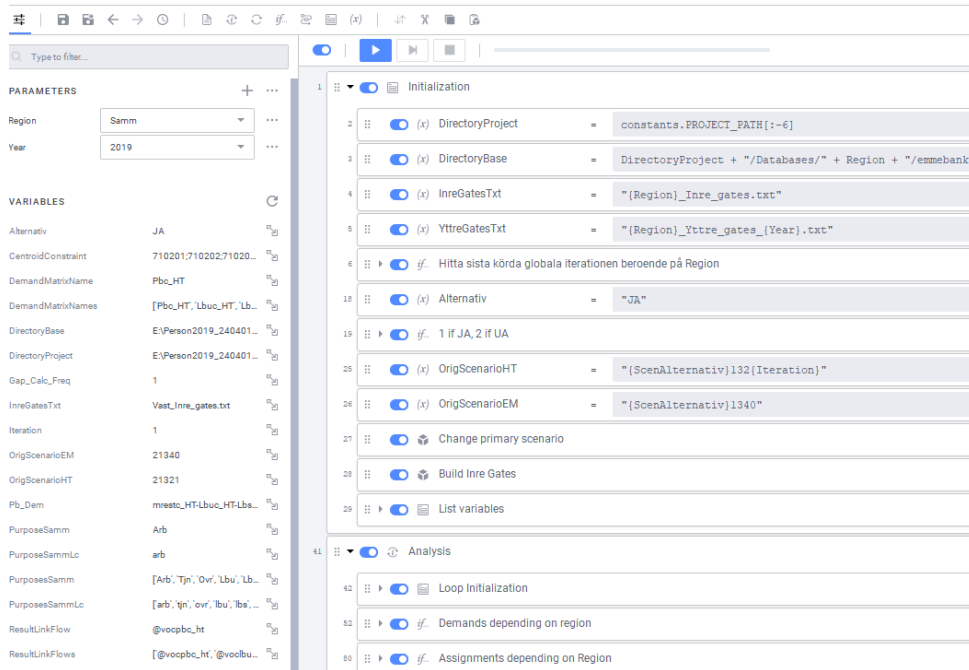 if.. (x)
Type to filter...
PARAMETERS
Region Samm
Year 2019
VARIABLES
Alternativ JA
CentroidConstraint 710201;710202;71020...
DemandMatrixName Pbc_HT
DemandMatrixNames ['Pbc_HT', 'Lbuc_HT', 'Lb...
DirectoryBase E:\Person2019_240401...
DirectoryProject E:\Person2019_240401...
Gap_Calc_Freq 1
InreGatesTxt Vast_Inre_gates.txt
Iteration 1
OrigScenarioEM 21340
OrigScenarioHT 21321
Pb_Dem mrestc_HT-Lbuc_HT-Lbs...
PurposeSamm Arb
PurposeSammLc arb
PurposesSamm ['Arb', 'Tjn', 'Ovr', 'Lbu', 'Lb...
PurposesSammLc ['arb', 'tjn', 'ovr', 'lbu', 'lbs', ...
ResultLinkFlow @vocpbc_ht
ResultLinkFlows ['@vocpbc_ht', '@voclbu...
1 Initialization
2 (x) DirectoryProject = constants.PROJECT_PATH[:-6]
3 (x) DirectoryBase = DirectoryProject + "/Databases/" + Region + "/emmebank
4 (x) InreGatesTxt = "{Region}_Inre_gates.txt"
5 (x) YttreGatesTxt = "{Region}_Yttre_gates_{Year}.txt"
6 if.. Hitta sista körda globala iterationen beroende på Region
18 (x) Alternativ = "JA"
19 if.. 1 if JA, 2 if UA
25 (x) OrigScenarioHT = "{ScenAlternativ}132{Iteration}"
26 (x) OrigScenarioEM = "{ScenAlternativ}1340"
27 Change primary scenario
28 Build Inre Gates
29 List variables
41 Analysis
42 Loop Initialization
52 if.. Demands depending on region
80 if.. Assignments depending on Region